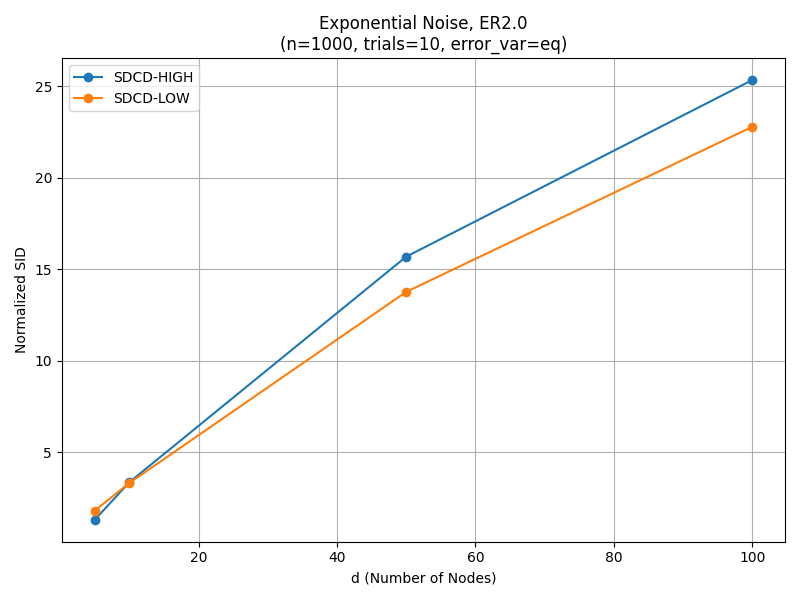 Exponential Noise, ER2.0
(n=1000, trials=10, error_var=eq)
SDCD-HIGH
SDCD-LOW
Normalized SID
25
20
15
10
5
20 40 60 80 100
d (Number of Nodes)